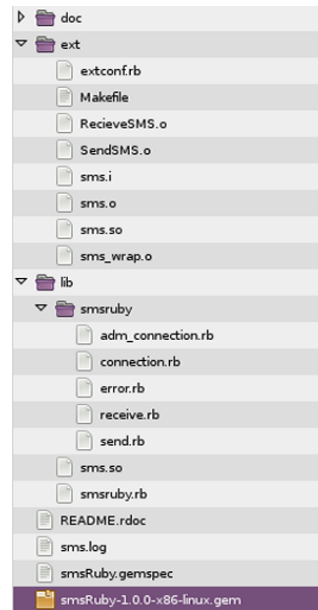 doc
ext
extconf.rb
Makefile
RecieveSMS.o
SendSMS.o
sms.i
sms.o
sms.so
sms_wrap.o
lib
smsruby
adm_connection.rb
connection.rb
error.rb
receive.rb
send.rb
sms.so
smsruby.rb
README.rdoc
sms.log
smsRuby.gemspec
smsRuby-1.0.0-x86-linux.gem